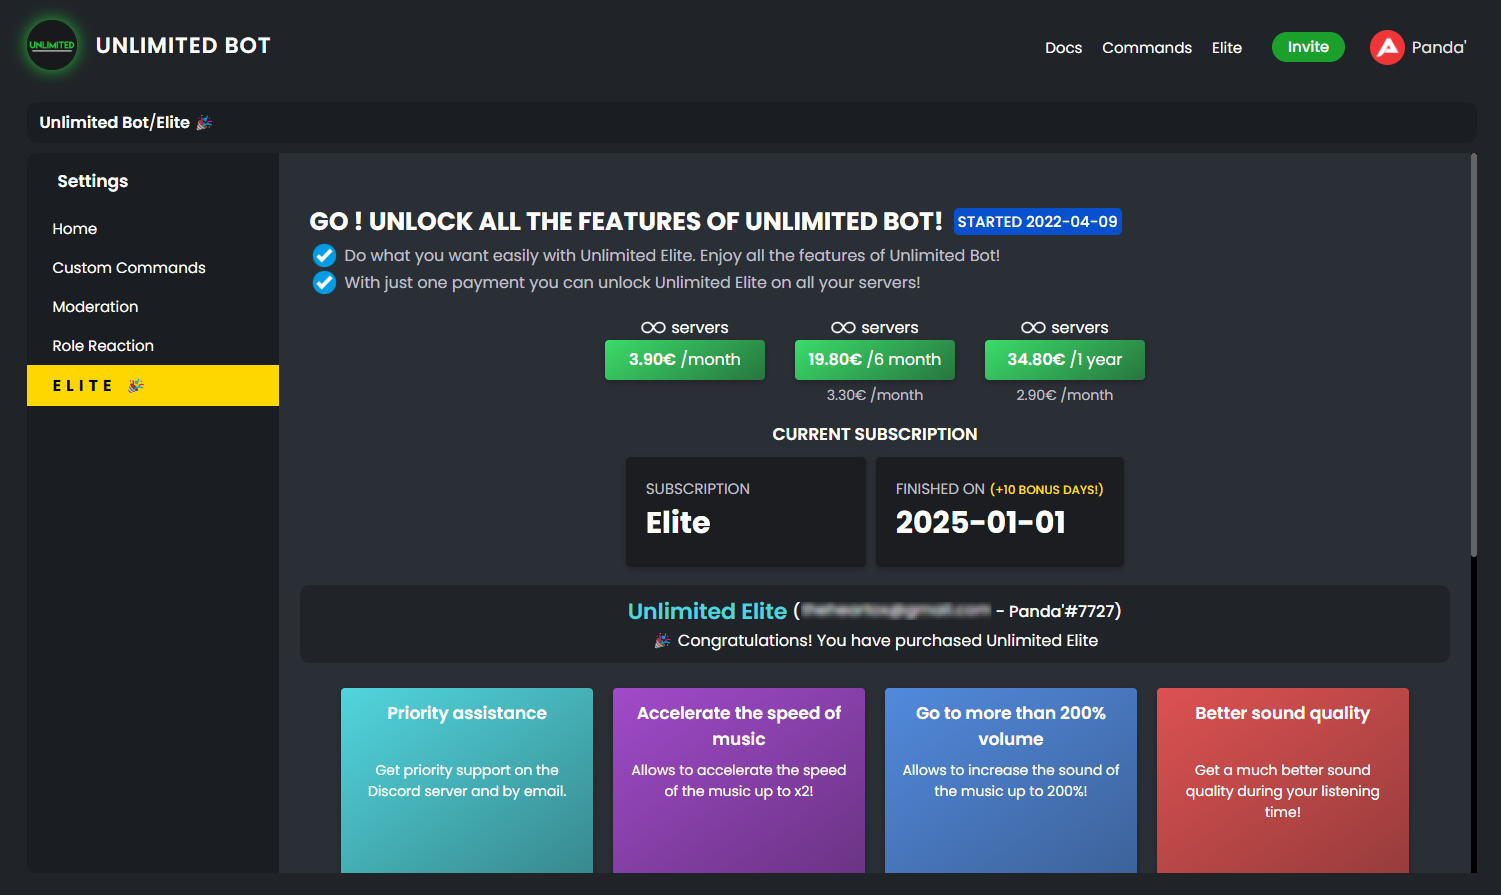 UNLIMITED
UNLIMITED BOT
Docs
Commands
Elite
Invite
Panda'
Unlimited Bot/Elite 🎉
Settings
Home
Custom Commands
Moderation
Role Reaction
ELITE 🎉
GO ! UNLOCK ALL THE FEATURES OF UNLIMITED BOT! STARTED 2022-04-09
Do what you want easily with Unlimited Elite. Enjoy all the features of Unlimited Bot!
With just one payment you can unlock Unlimited Elite on all your servers!
∞ servers
3.90€ /month
∞ servers
19.80€ /6 month
3.30€ /month
∞ servers
34.80€ /1 year
2.90€ /month
CURRENT SUBSCRIPTION
SUBSCRIPTION
Elite
FINISHED ON (+10 BONUS DAYS!)
2025-01-01
Unlimited Elite ( - Panda'#7727)
🎉 Congratulations! You have purchased Unlimited Elite
Priority assistance
Get priority support on the
Discord server and by email.
Accelerate the speed of
music
Allows to accelerate the speed
of the music up to x2!
Go to more than 200%
volume
Allows to increase the sound of
the music up to 200%!
Better sound quality
Get a much better sound
quality during your listening
time!